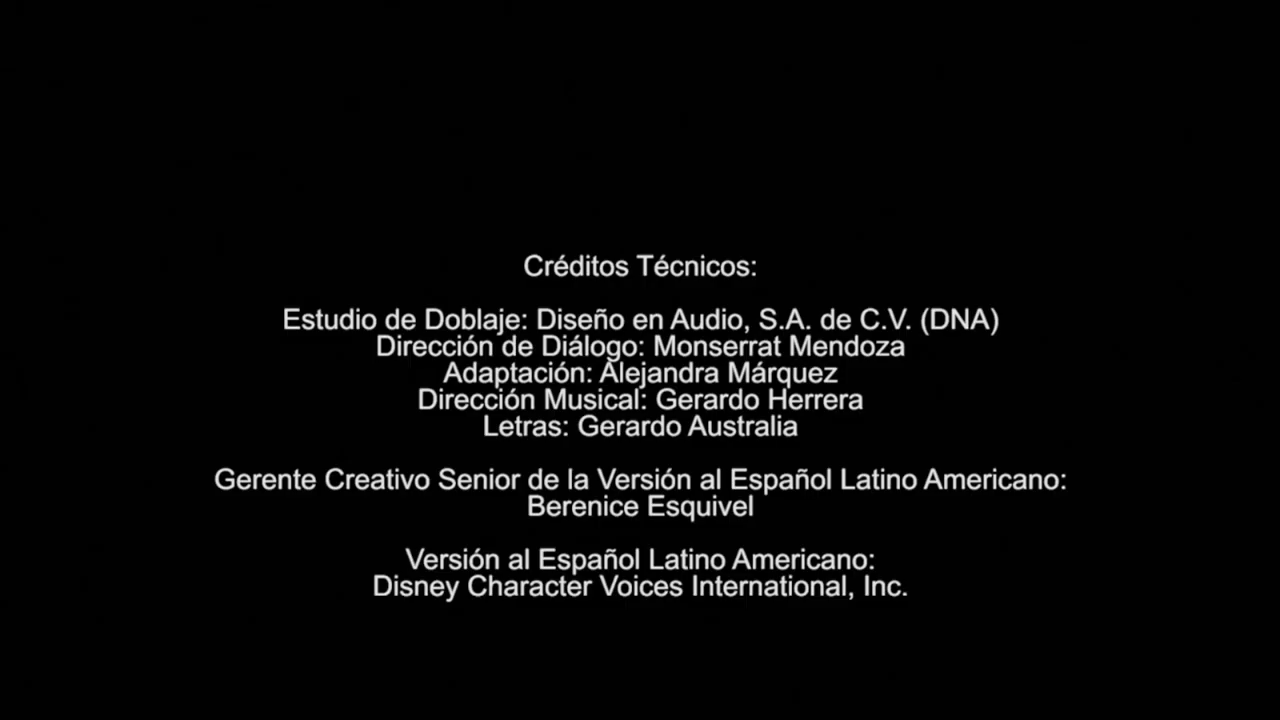 Créditos Técnicos:
Estudio de Doblaje: Diseño en Audio, S.A. de C.V. (DNA)
Dirección de Diálogo: Monserrat Mendoza
Adaptación: Alejandra Márquez
Dirección Musical: Gerardo Herrera
Letras: Gerardo Australia
Gerente Creativo Senior de la Versión al Español Latino Americano:
Berenice Esquivel
Versión al Español Latino Americano:
Disney Character Voices International, Inc.